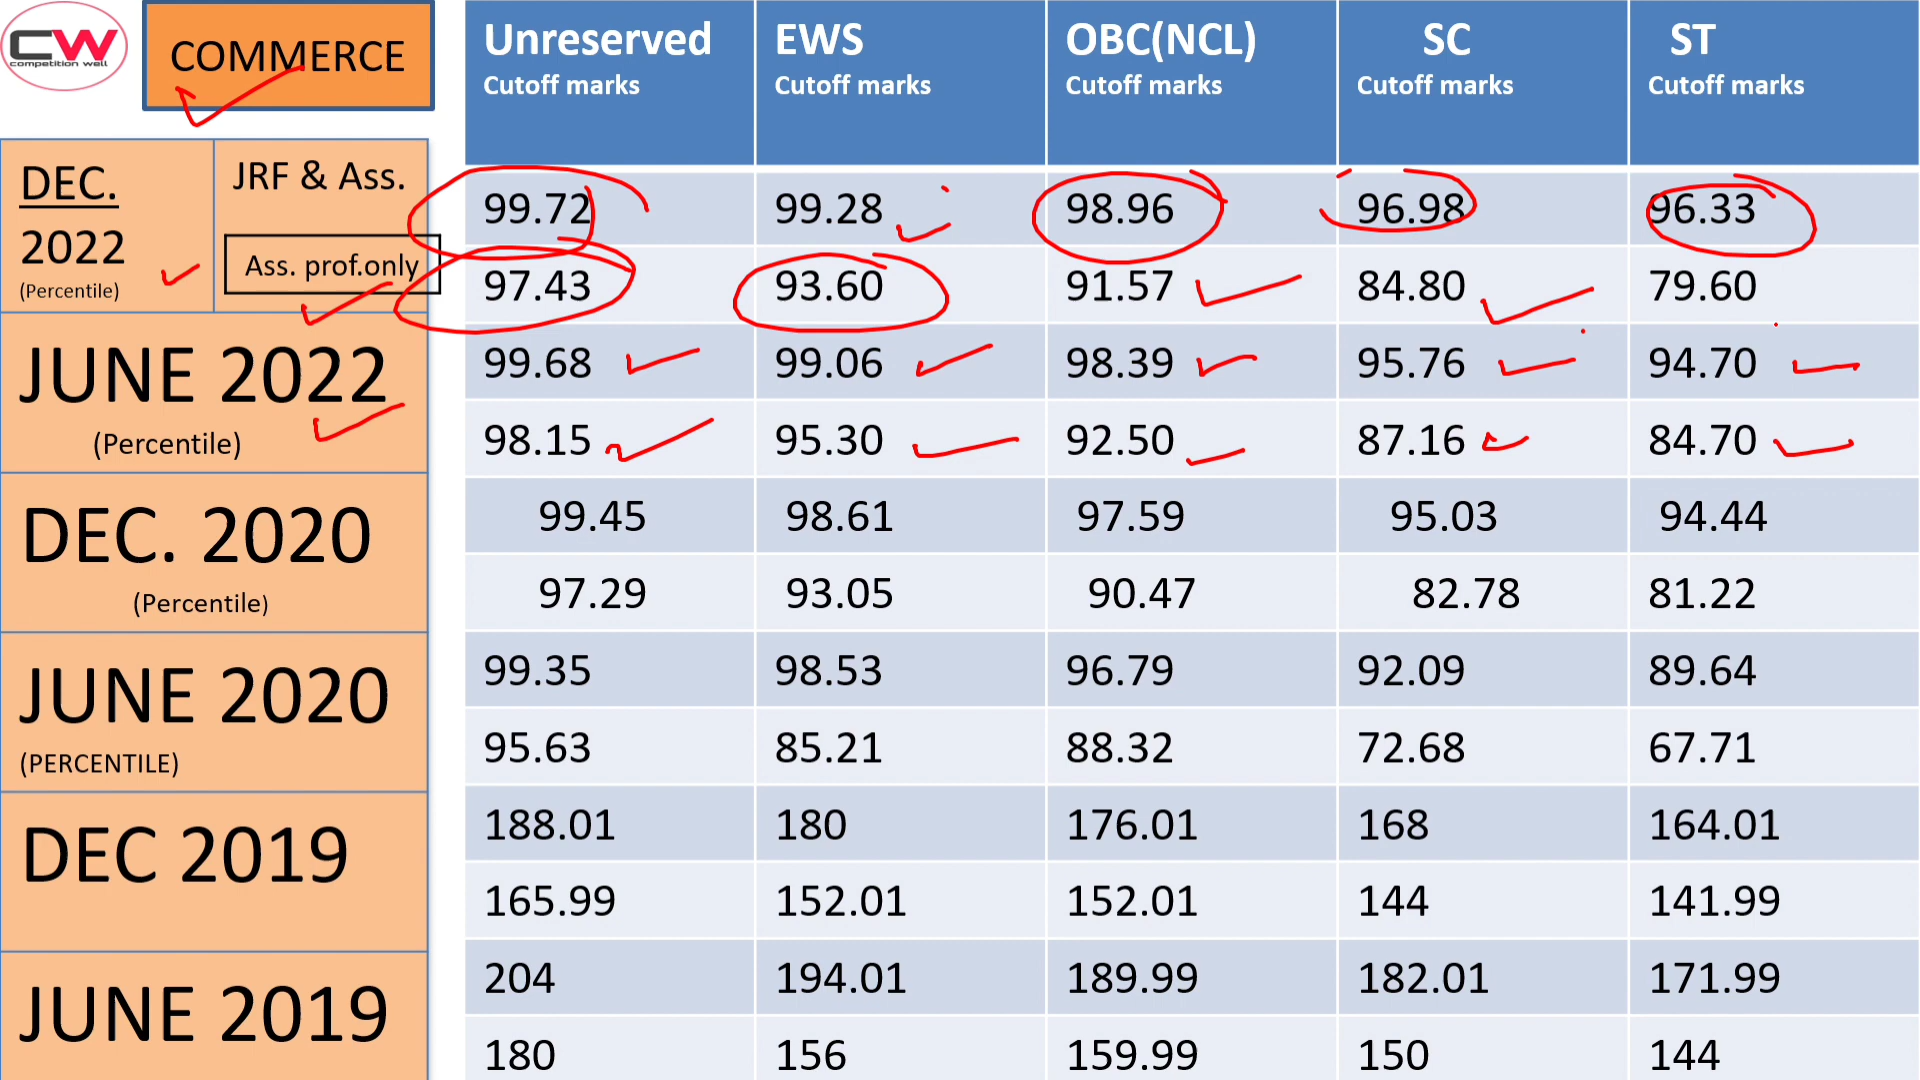 CW
competition well
COMMERCE
Unreserved EWS OBC(NCL) SC ST
Cutoff marks Cutoff marks Cutoff marks Cutoff marks Cutoff marks
DEC.
2022
(Percentile)
JRF & Ass.
Ass. prof.only
99.72 99.28 98.96 96.98 96.33
97.43 93.60 91.57 84.80 79.60
JUNE 2022
(Percentile)
99.68 99.06 98.39 95.76 94.70
98.15 95.30 92.50 87.16 84.70
DEC. 2020
(Percentile)
99.45 98.61 97.59 95.03 94.44
97.29 93.05 90.47 82.78 81.22
JUNE 2020
(PERCENTILE)
99.35 98.53 96.79 92.09 89.64
95.63 85.21 88.32 72.68 67.71
DEC 2019
188.01 180 176.01 168 164.01
165.99 152.01 152.01 144 141.99
JUNE 2019
204 194.01 189.99 182.01 171.99
180 156 159.99 150 144